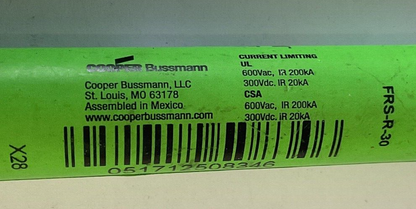 COOPER Bussmann
Cooper Bussmann, LLC
St. Louis, MO 63178
Assembled in Mexico
www.cooperbussmann.com
CURRENT LIMITING
UL
600Vac, IR 200kA
300Vdc, IR 20kA
CSA
600Vac, IR 200kA
300Vdc, IR 20kA
FRS-R-30
X28
051712508346